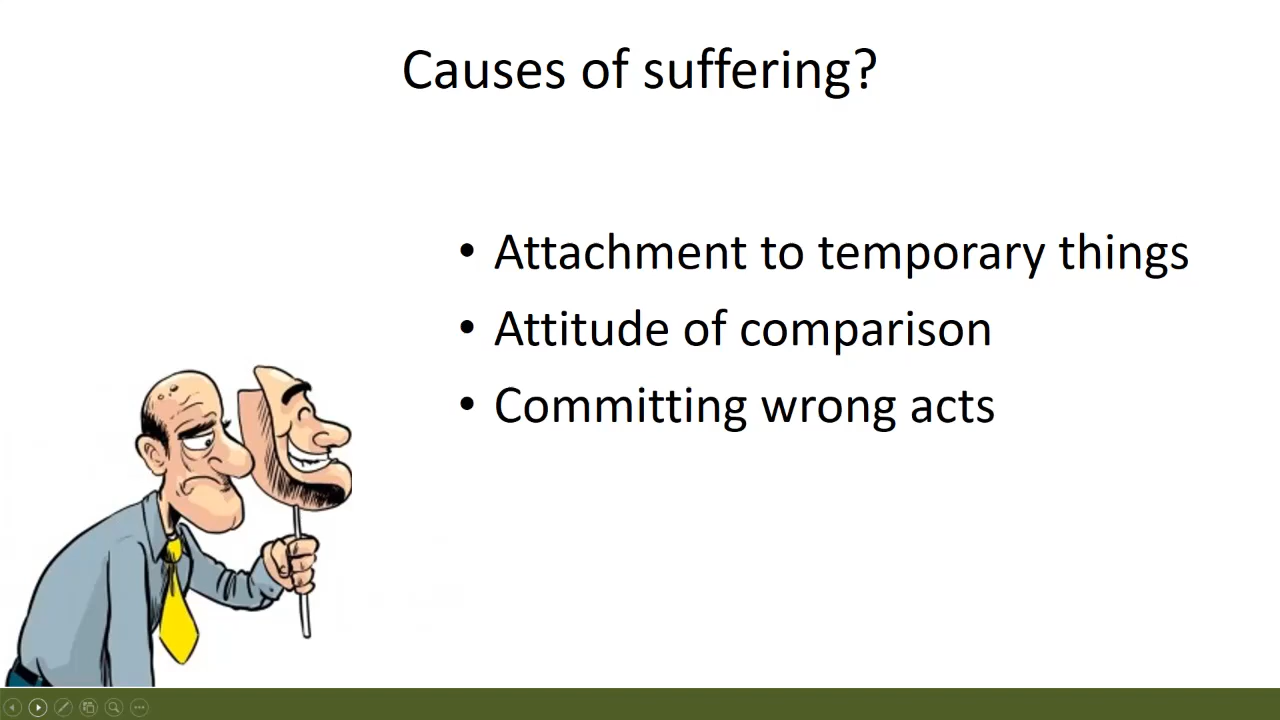 Causes of suffering?
• Attachment to temporary things
• Attitude of comparison
• Committing wrong acts